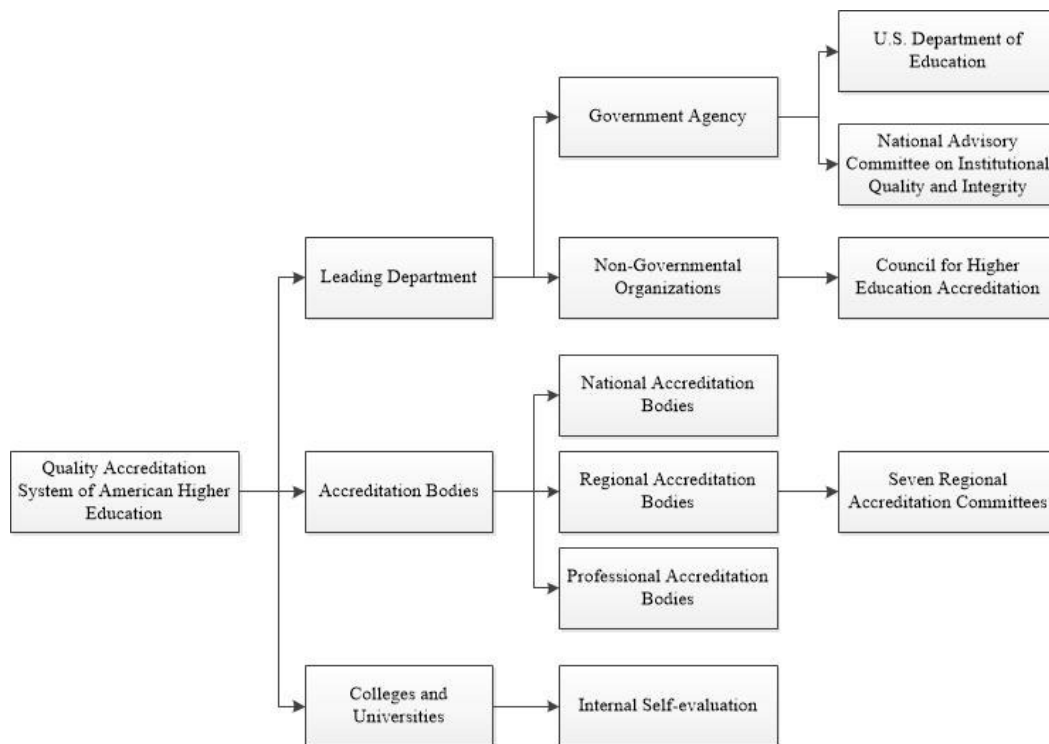 U.S. Department of
Education
Government Agency
National Advisory
Committee on Institutional
Quality and Integrity
Leading Department
Non-Governmental
Organizations
Council for Higher
Education Accreditation
National Accreditation
Bodies
Quality Accreditation
System of American Higher
Education
Accreditation Bodies
Regional Accreditation
Bodies
Seven Regional
Accreditation Committees
Professional Accreditation
Bodies
Colleges and
Universities
Internal Self-evaluation